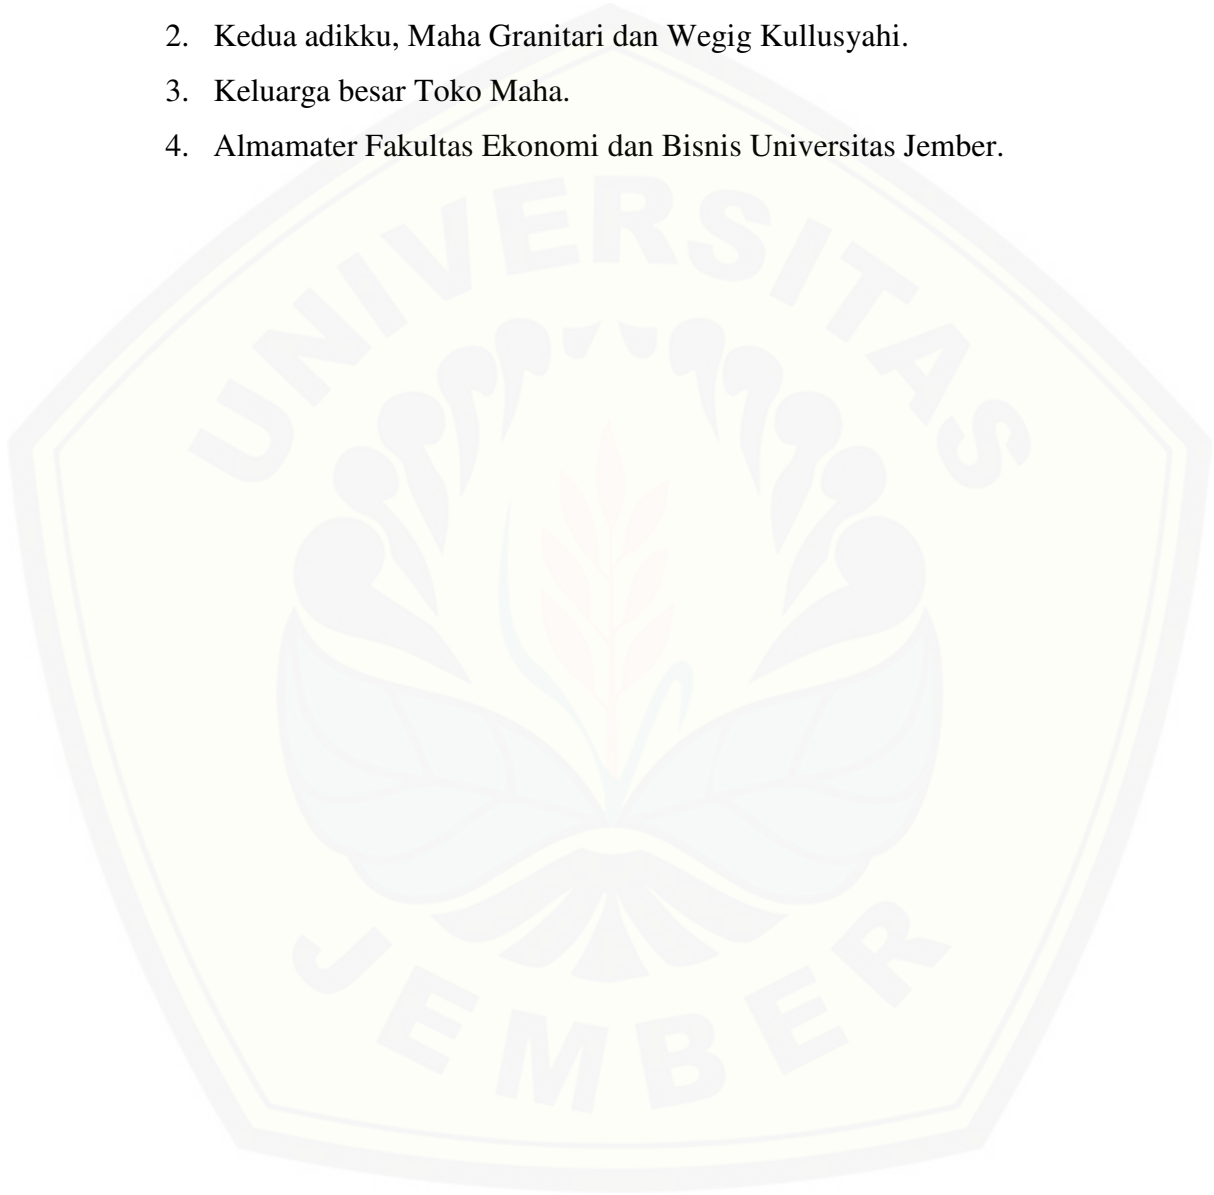 2. Kedua adikku, Maha Granitari dan Wegig Kullusyahi.
3. Keluarga besar Toko Maha.
4. Almamater Fakultas Ekonomi dan Bisnis Universitas Jember.
UNIVERSITAS
JEMBER